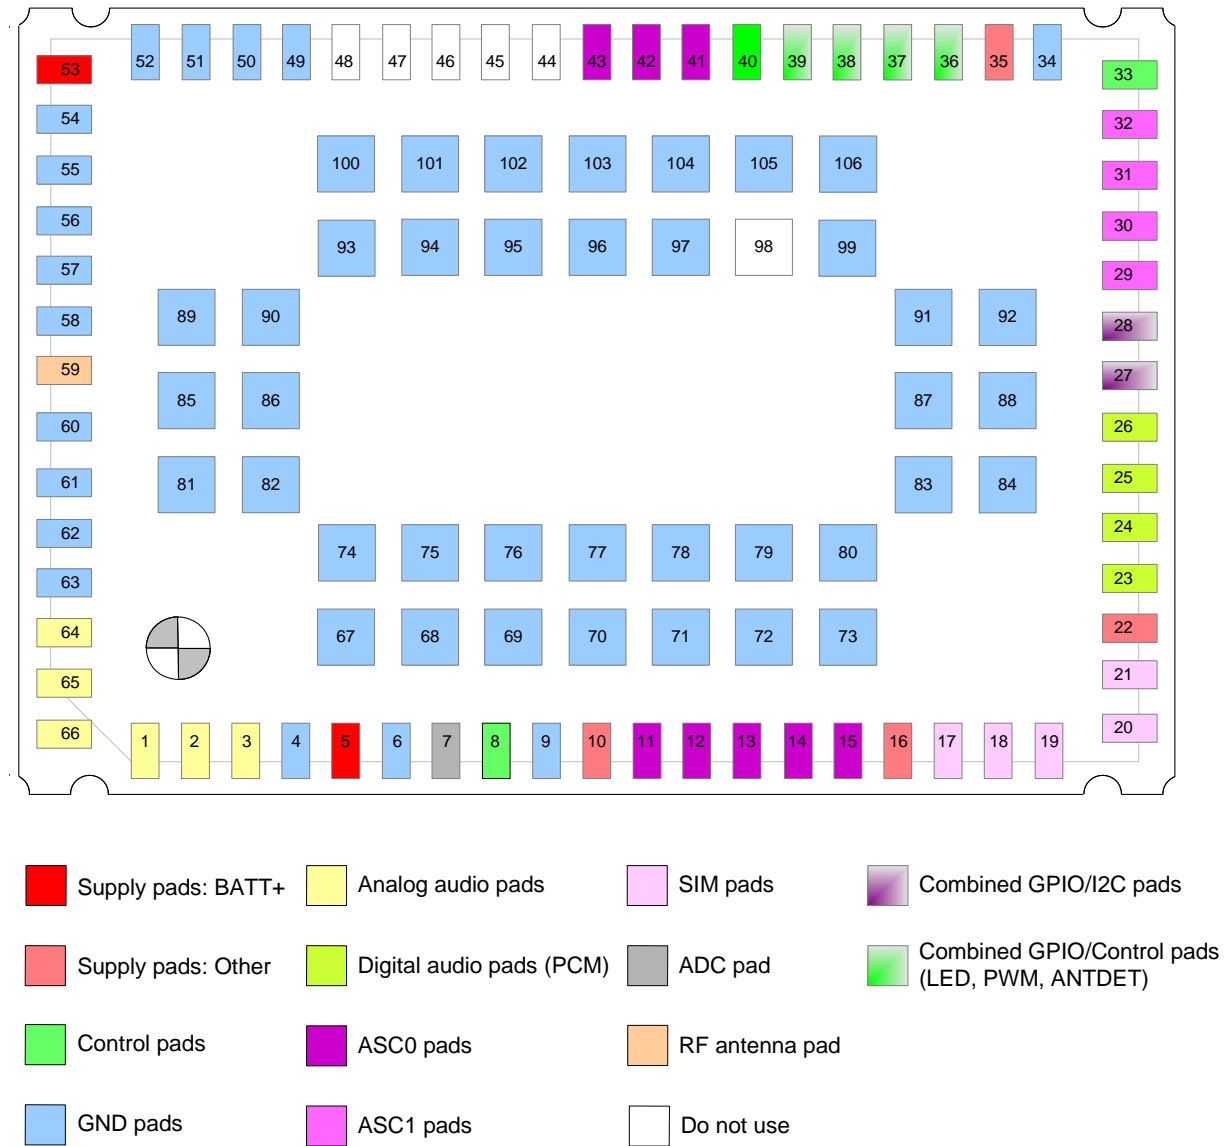 52 51 50 49 48 47 46 45 44 43 42 41 40 39 38 37 36 35 34
53
33
54
32
55
31
56
30
57
29
58
28
59
27
60
26
61
25
62
24
63
23
64
22
65
21
66
20
100 101 102 103 104 105 106
93 94 95 96 97 98 99
89 90 91 92
85 86 87 88
81 82 83 84
74 75 76 77 78 79 80
67 68 69 70 71 72 73
1 2 3 4 5 6 7 8 9 10 11 12 13 14 15 16 17 18 19
Supply pads: BATT+
Analog audio pads
SIM pads
Combined GPIO/I2C pads
Supply pads: Other
Digital audio pads (PCM)
ADC pad
Combined GPIO/Control pads
(LED, PWM, ANTDET)
Control pads
ASC0 pads
RF antenna pad
GND pads
ASC1 pads
Do not use